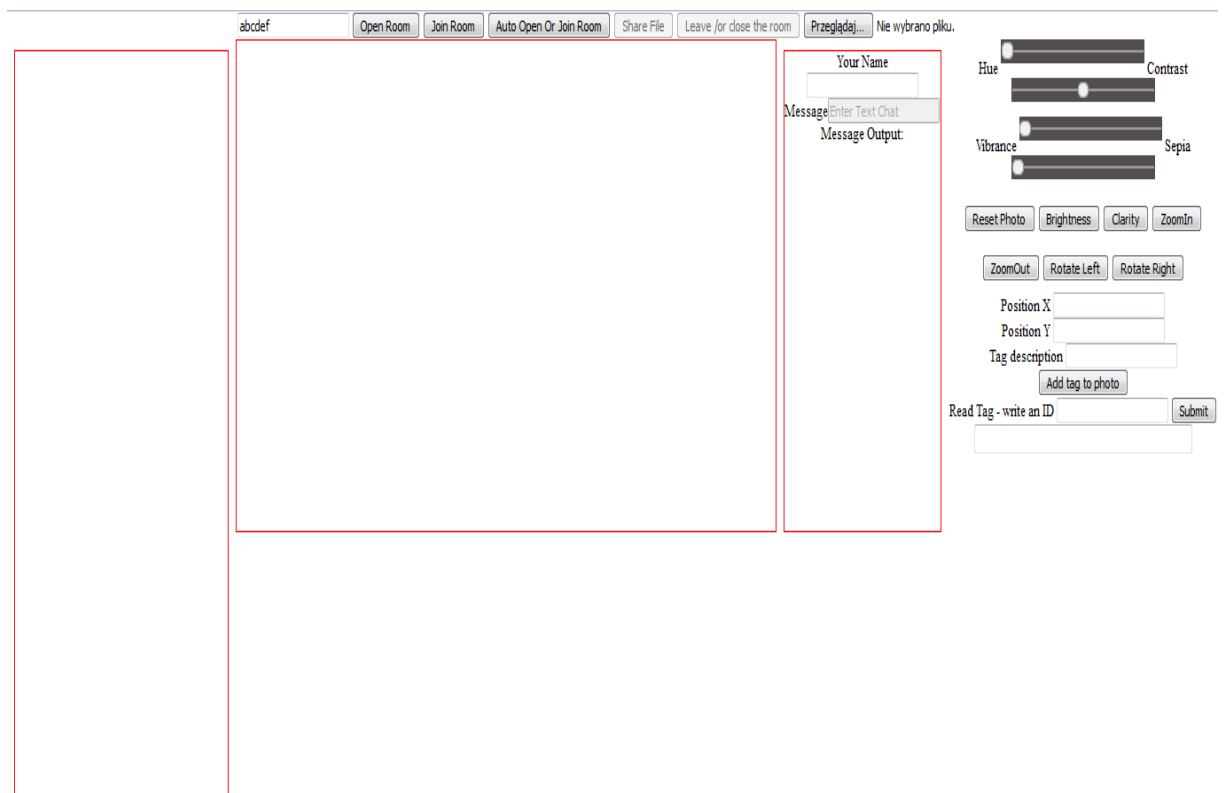 abcdef Open Room Join Room Auto Open Or Join Room Share File Leave /or close the room Przeglądaj... Nie wybrano pliku.
Your Name
Message Enter Text Chat
Message Output:
Hue Contrast
Vibrance Sepia
Reset Photo Brightness Clarity ZoomIn
ZoomOut Rotate Left Rotate Right
Position X
Position Y
Tag description
Add tag to photo
Read Tag - write an ID Submit